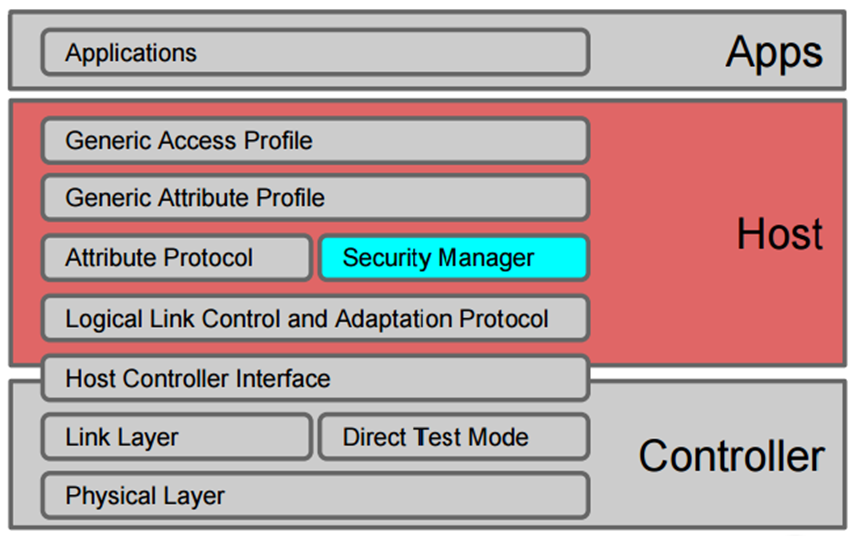 Applications
Apps
Generic Access Profile
Generic Attribute Profile
Host
Attribute Protocol
Security Manager
Logical Link Control and Adaptation Protocol
Host Controller Interface
Link Layer
Direct Test Mode
Controller
Physical Layer